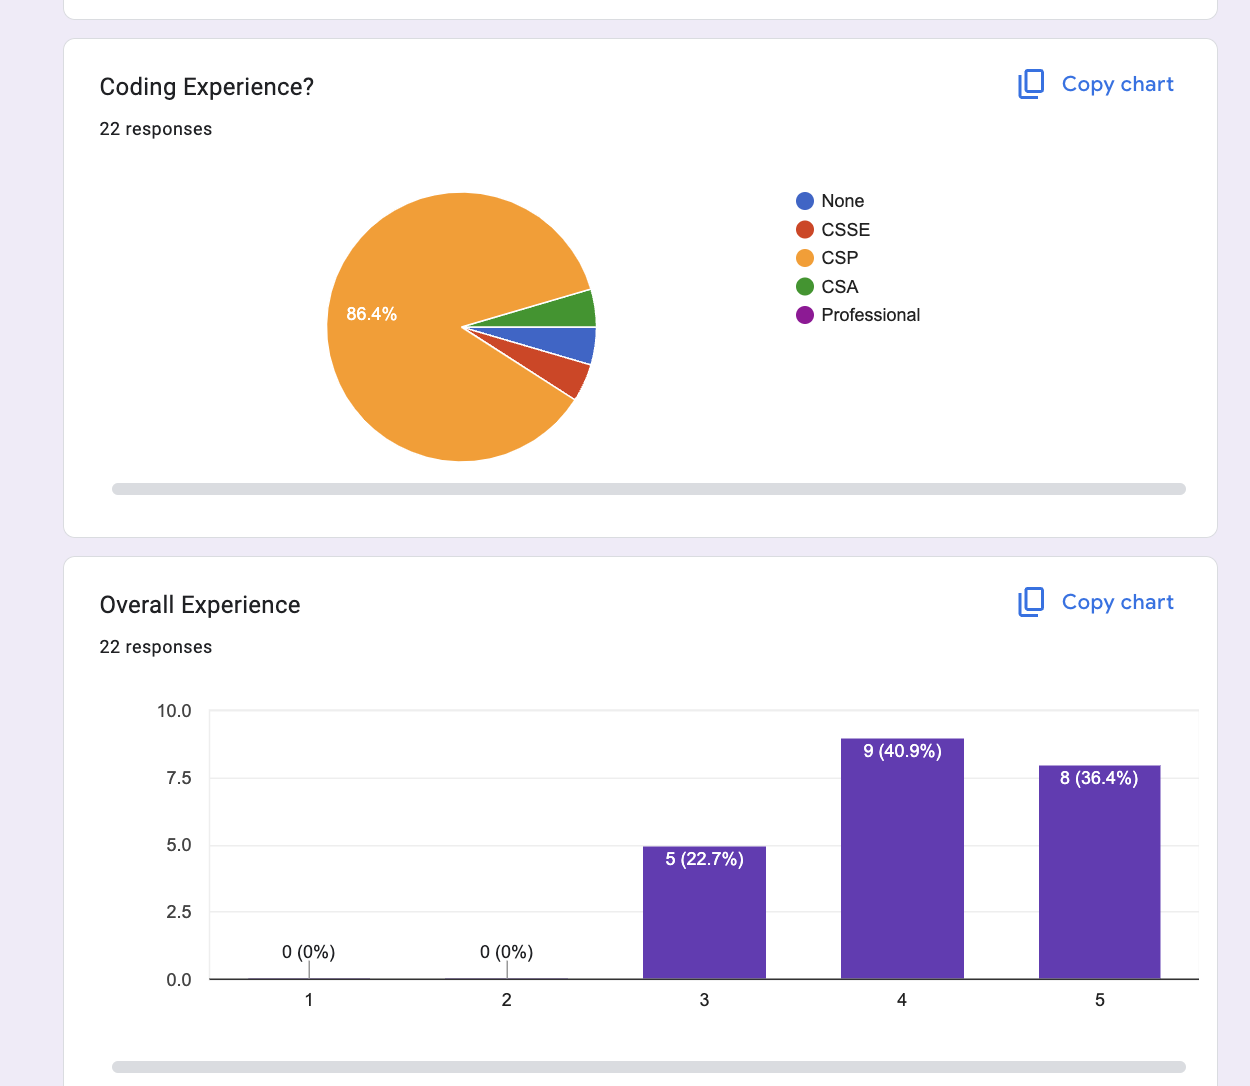 Coding Experience?
Copy chart
22 responses
None
CSSE
CSP
CSA
Professional
86.4%
Overall Experience
Copy chart
22 responses
10.0
7.5
5.0
2.5
0.0
0 (0%)
0 (0%)
5 (22.7%)
9 (40.9%)
8 (36.4%)
1
2
3
4
5